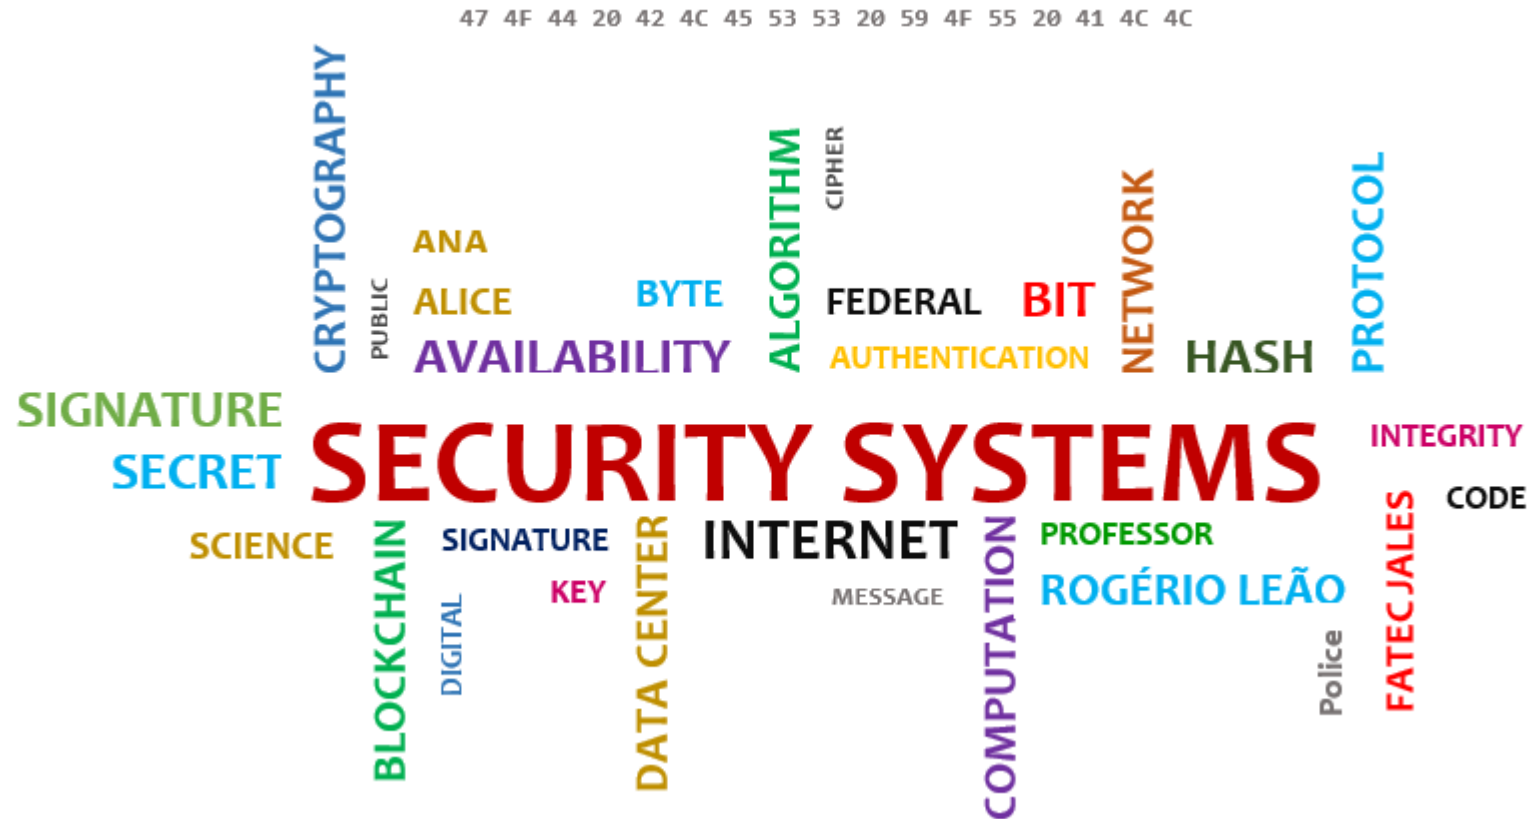 47 4F 44 20 42 4C 45 53 53 20 59 4F 55 20 41 4C 4C
CRYPTOGRAPHY
PUBLIC
ANA
ALICE
BYTE
AVAILABILITY
ALGORITHM
CIPHER
FEDERAL
BIT
AUTHENTICATION
NETWORK
HASH
PROTOCOL
SIGNATURE
SECRET
SECURITY SYSTEMS
INTEGRITY
CODE
SCIENCE
BLOCKCHAIN
SIGNATURE
KEY
DIGITAL
DATA CENTER
INTERNET
MESSAGE
COMPUTATION
PROFESSOR
ROGÉRIO LEÃO
Police
FATEC JALES